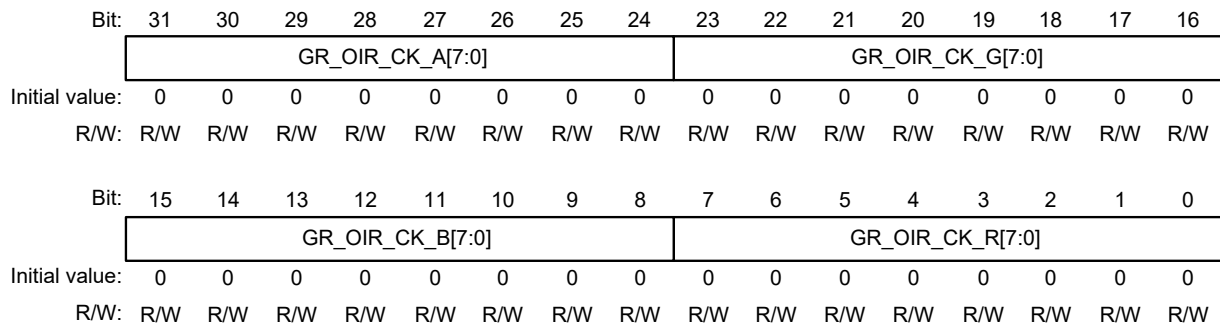 Bit: 31 30 29 28 27 26 25 24 23 22 21 20 19 18 17 16
GR_OIR_CK_A[7:0] GR_OIR_CK_G[7:0]
Initial value: 0 0 0 0 0 0 0 0 0 0 0 0 0 0 0 0
R/W: R/W R/W R/W R/W R/W R/W R/W R/W R/W R/W R/W R/W R/W R/W R/W R/W
Bit: 15 14 13 12 11 10 9 8 7 6 5 4 3 2 1 0
GR_OIR_CK_B[7:0] GR_OIR_CK_R[7:0]
Initial value: 0 0 0 0 0 0 0 0 0 0 0 0 0 0 0 0
R/W: R/W R/W R/W R/W R/W R/W R/W R/W R/W R/W R/W R/W R/W R/W R/W R/W